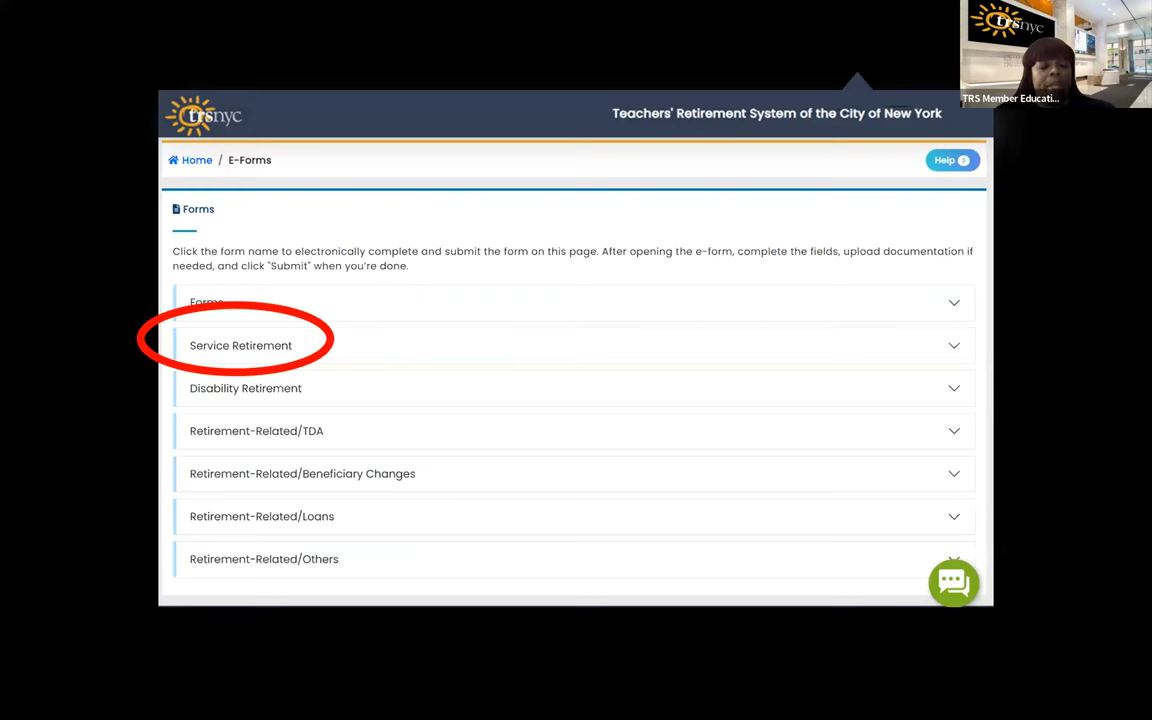 trsnyc
TRS Member Educati...
trsnyc
Teachers' Retirement System of the City of New York
Home / E-Forms
Help ?
Forms
Click the form name to electronically complete and submit the form on this page. After opening the e-form, complete the fields, upload documentation if
needed, and click "Submit" when you're done.
Forms
Service Retirement
Disability Retirement
Retirement-Related/TDA
Retirement-Related/Beneficiary Changes
Retirement-Related/Loans
Retirement-Related/Others